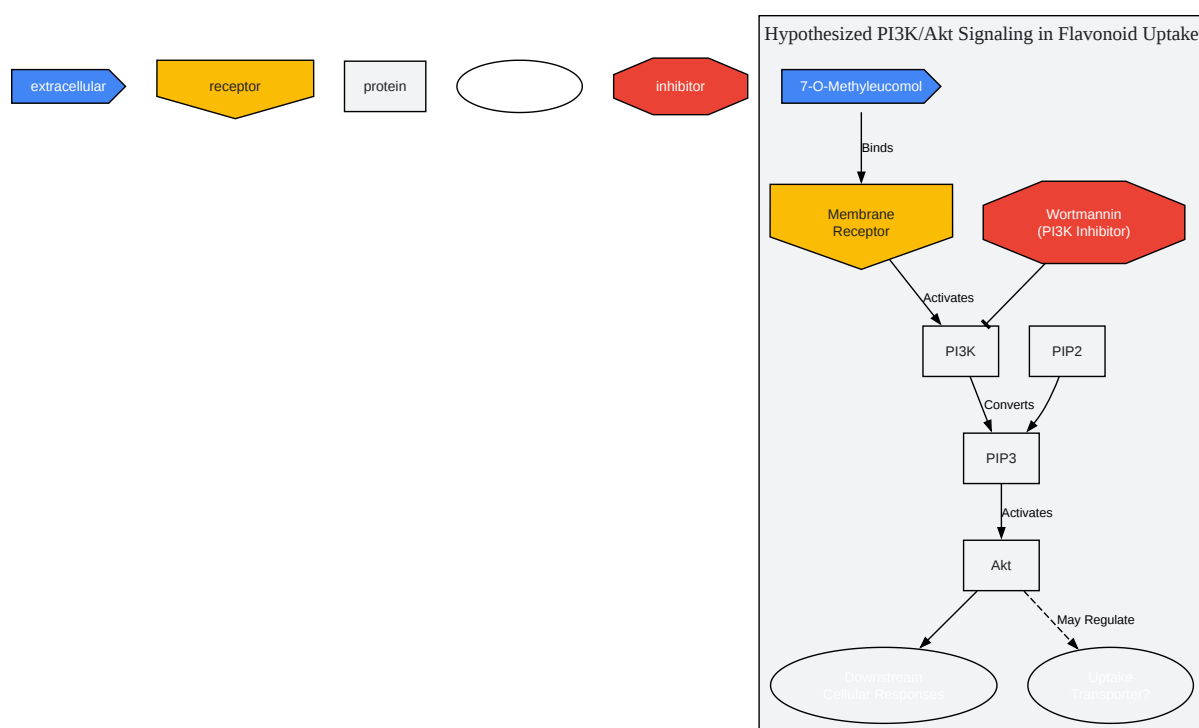 Hypothesized PI3K/Akt Signaling in Flavonoid Uptake
extracellular
receptor
protein
inhibitor
7-O-Methyleucomol
Binds
Membrane
Receptor
Wortmannin
(PI3K Inhibitor)
Activates
PI3K
PIP2
Converts
PIP3
Activates
Akt
May Regulate
Downstream
Cellular Responses
Uptake
Transporter?